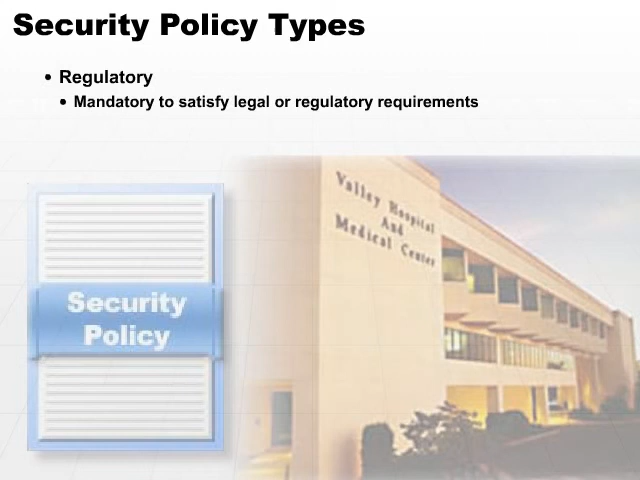 Security Policy Types
• Regulatory
• Mandatory to satisfy legal or regulatory requirements
Valley Hospital
And
Medical Center
Security
Policy